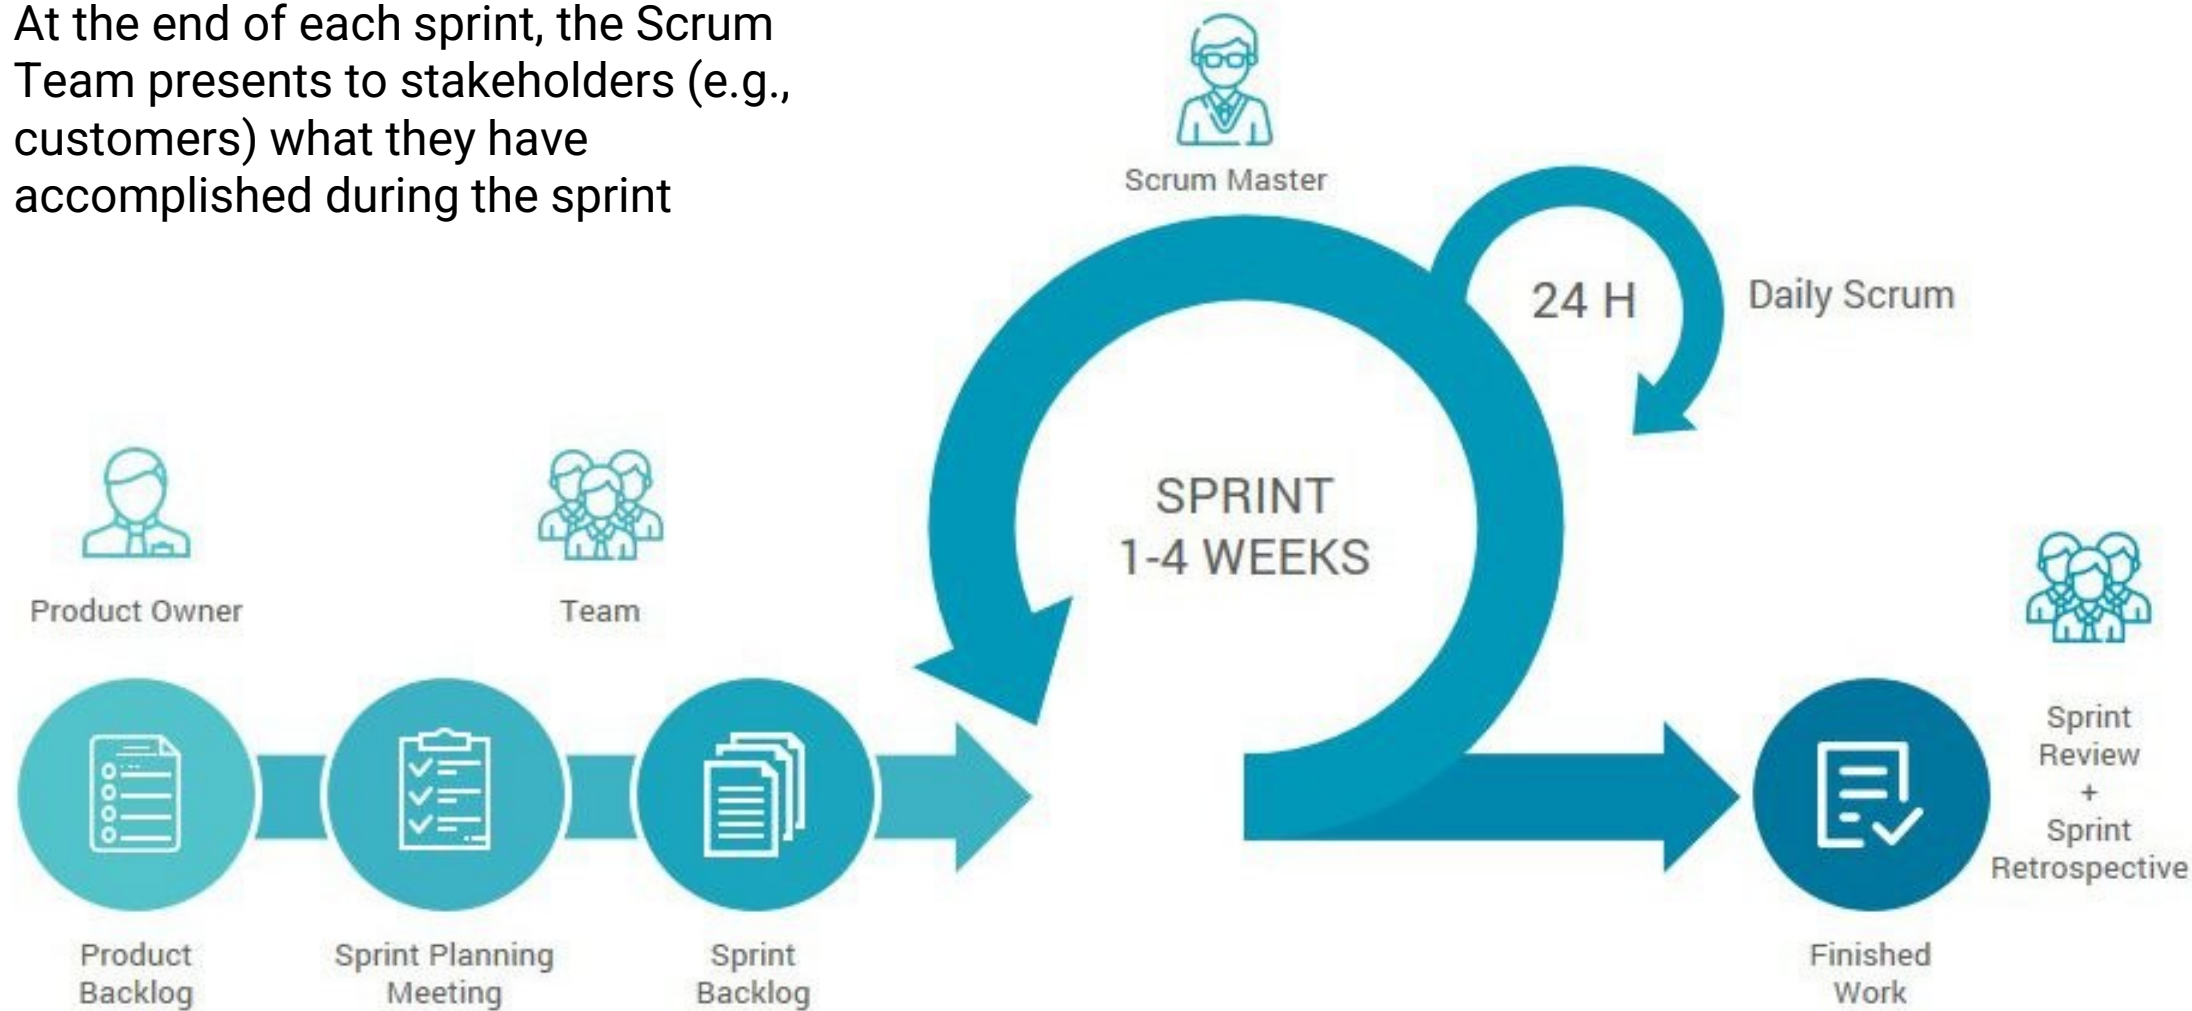 At the end of each sprint, the Scrum
Team presents to stakeholders (e.g.,
customers) what they have
accomplished during the sprint
Scrum Master
24 H
Daily Scrum
SPRINT
1-4 WEEKS
Product Owner
Team
Sprint
Review
+
Sprint
Retrospective
Product
Backlog
Sprint Planning
Meeting
Sprint
Backlog
Finished
Work